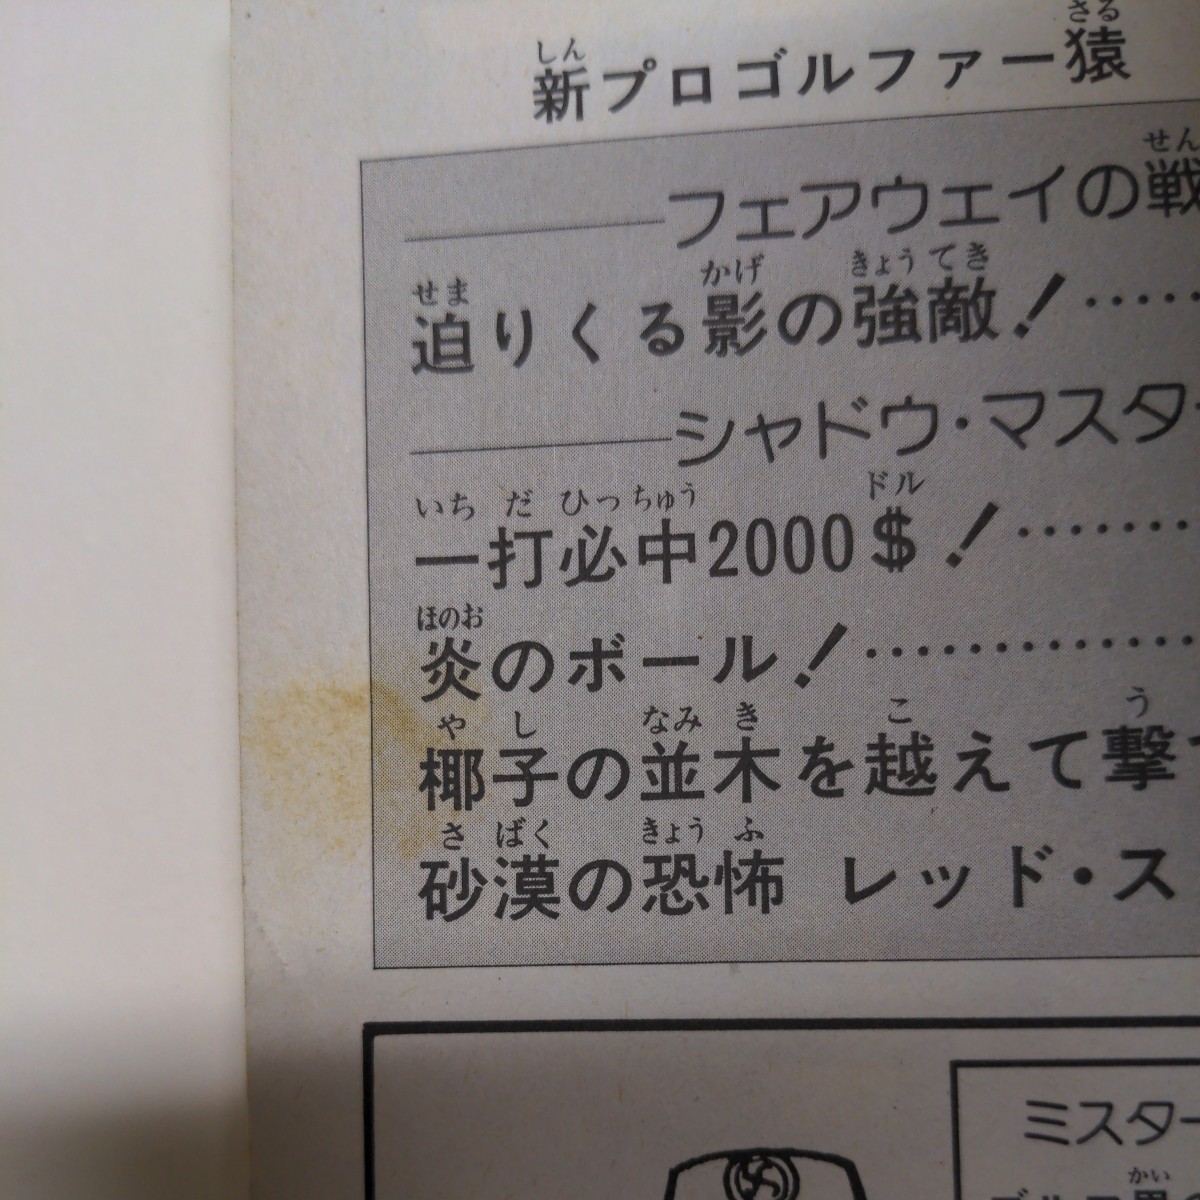 新プロゴルファー猿
さる
しん
フェアウェイの戦
せん
迫りくる影の強敵!
せま かげ きょうてき
シャドウ・マスター
一打必中2000$!
いちだひっちゅう ドル
炎のボール!
ほのお
椰子の並木を越えて撃
やし なみき こ う
砂漠の恐怖 レッド・ス
さばく きょうふ
ミスター
かい